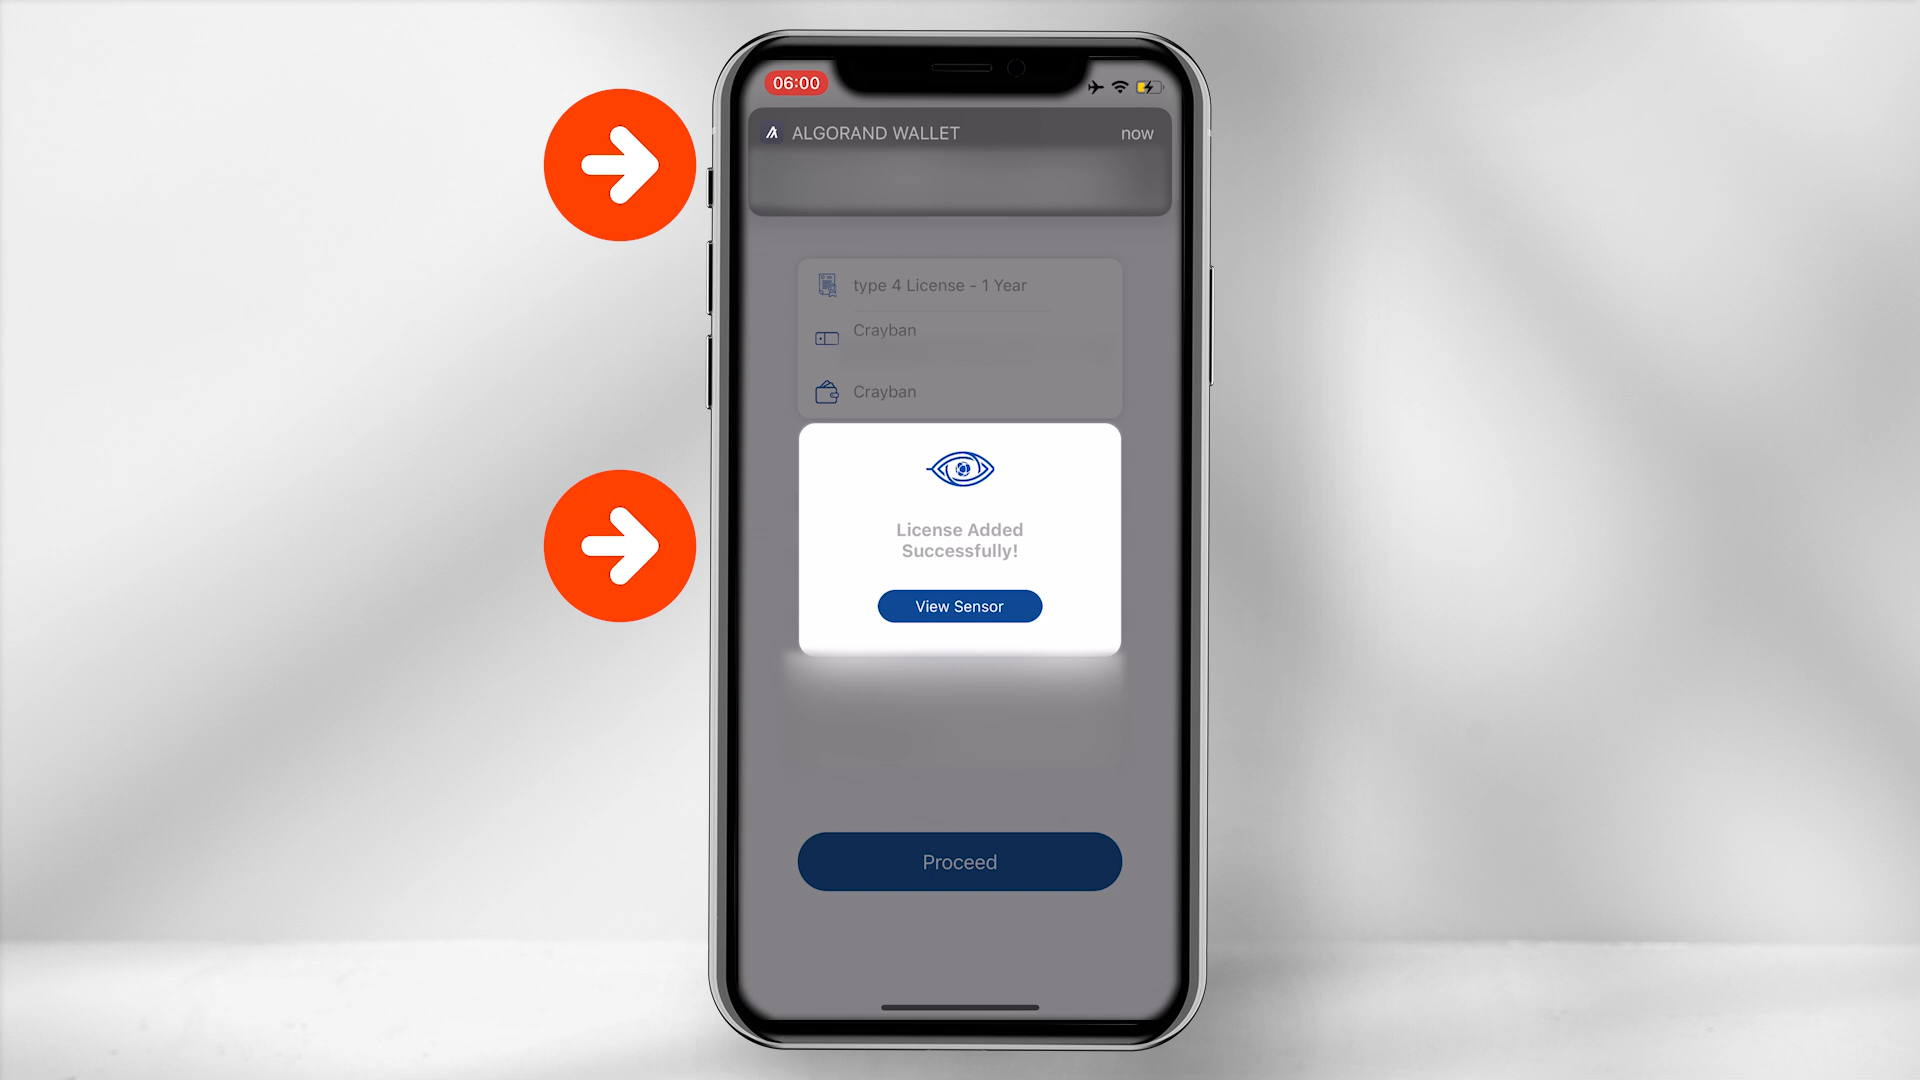 06:00
ALGORAND WALLET now
type 4 License - 1 Year
Crayban
Crayban
License Added
Successfully!
View Sensor
Proceed